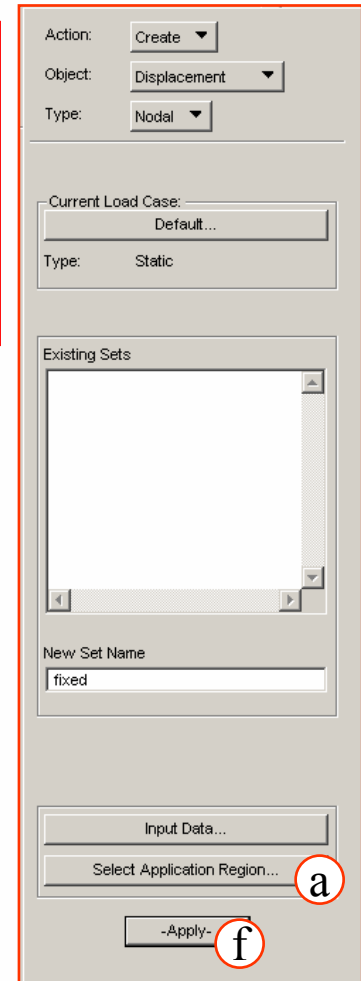 Action: Create
Object: Displacement
Type: Nodal
Current Load Case:
Default...
Type: Static
Existing Sets
New Set Name
fixed
Input Data...
Select Application Region...
a
-Apply-
f